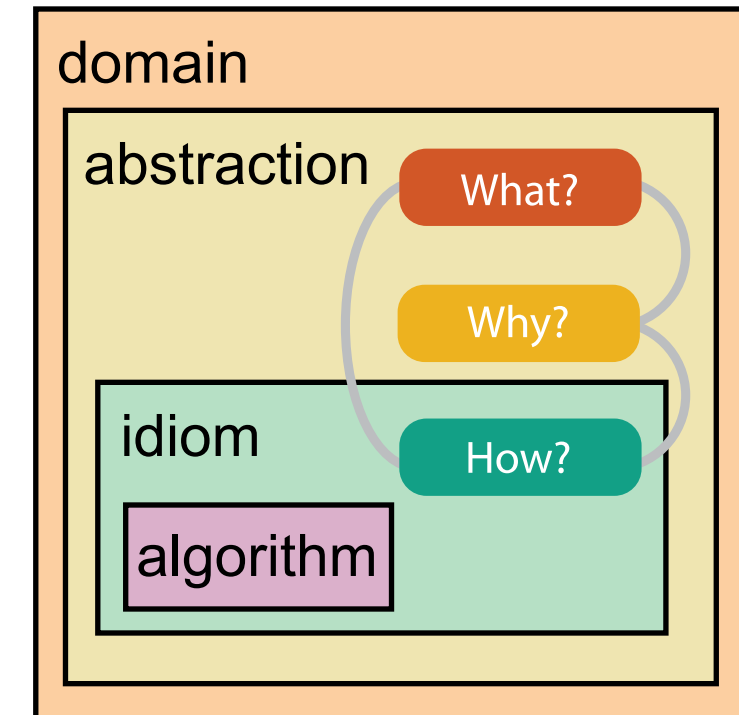 domain
abstraction
What?
Why?
idiom
How?
algorithm